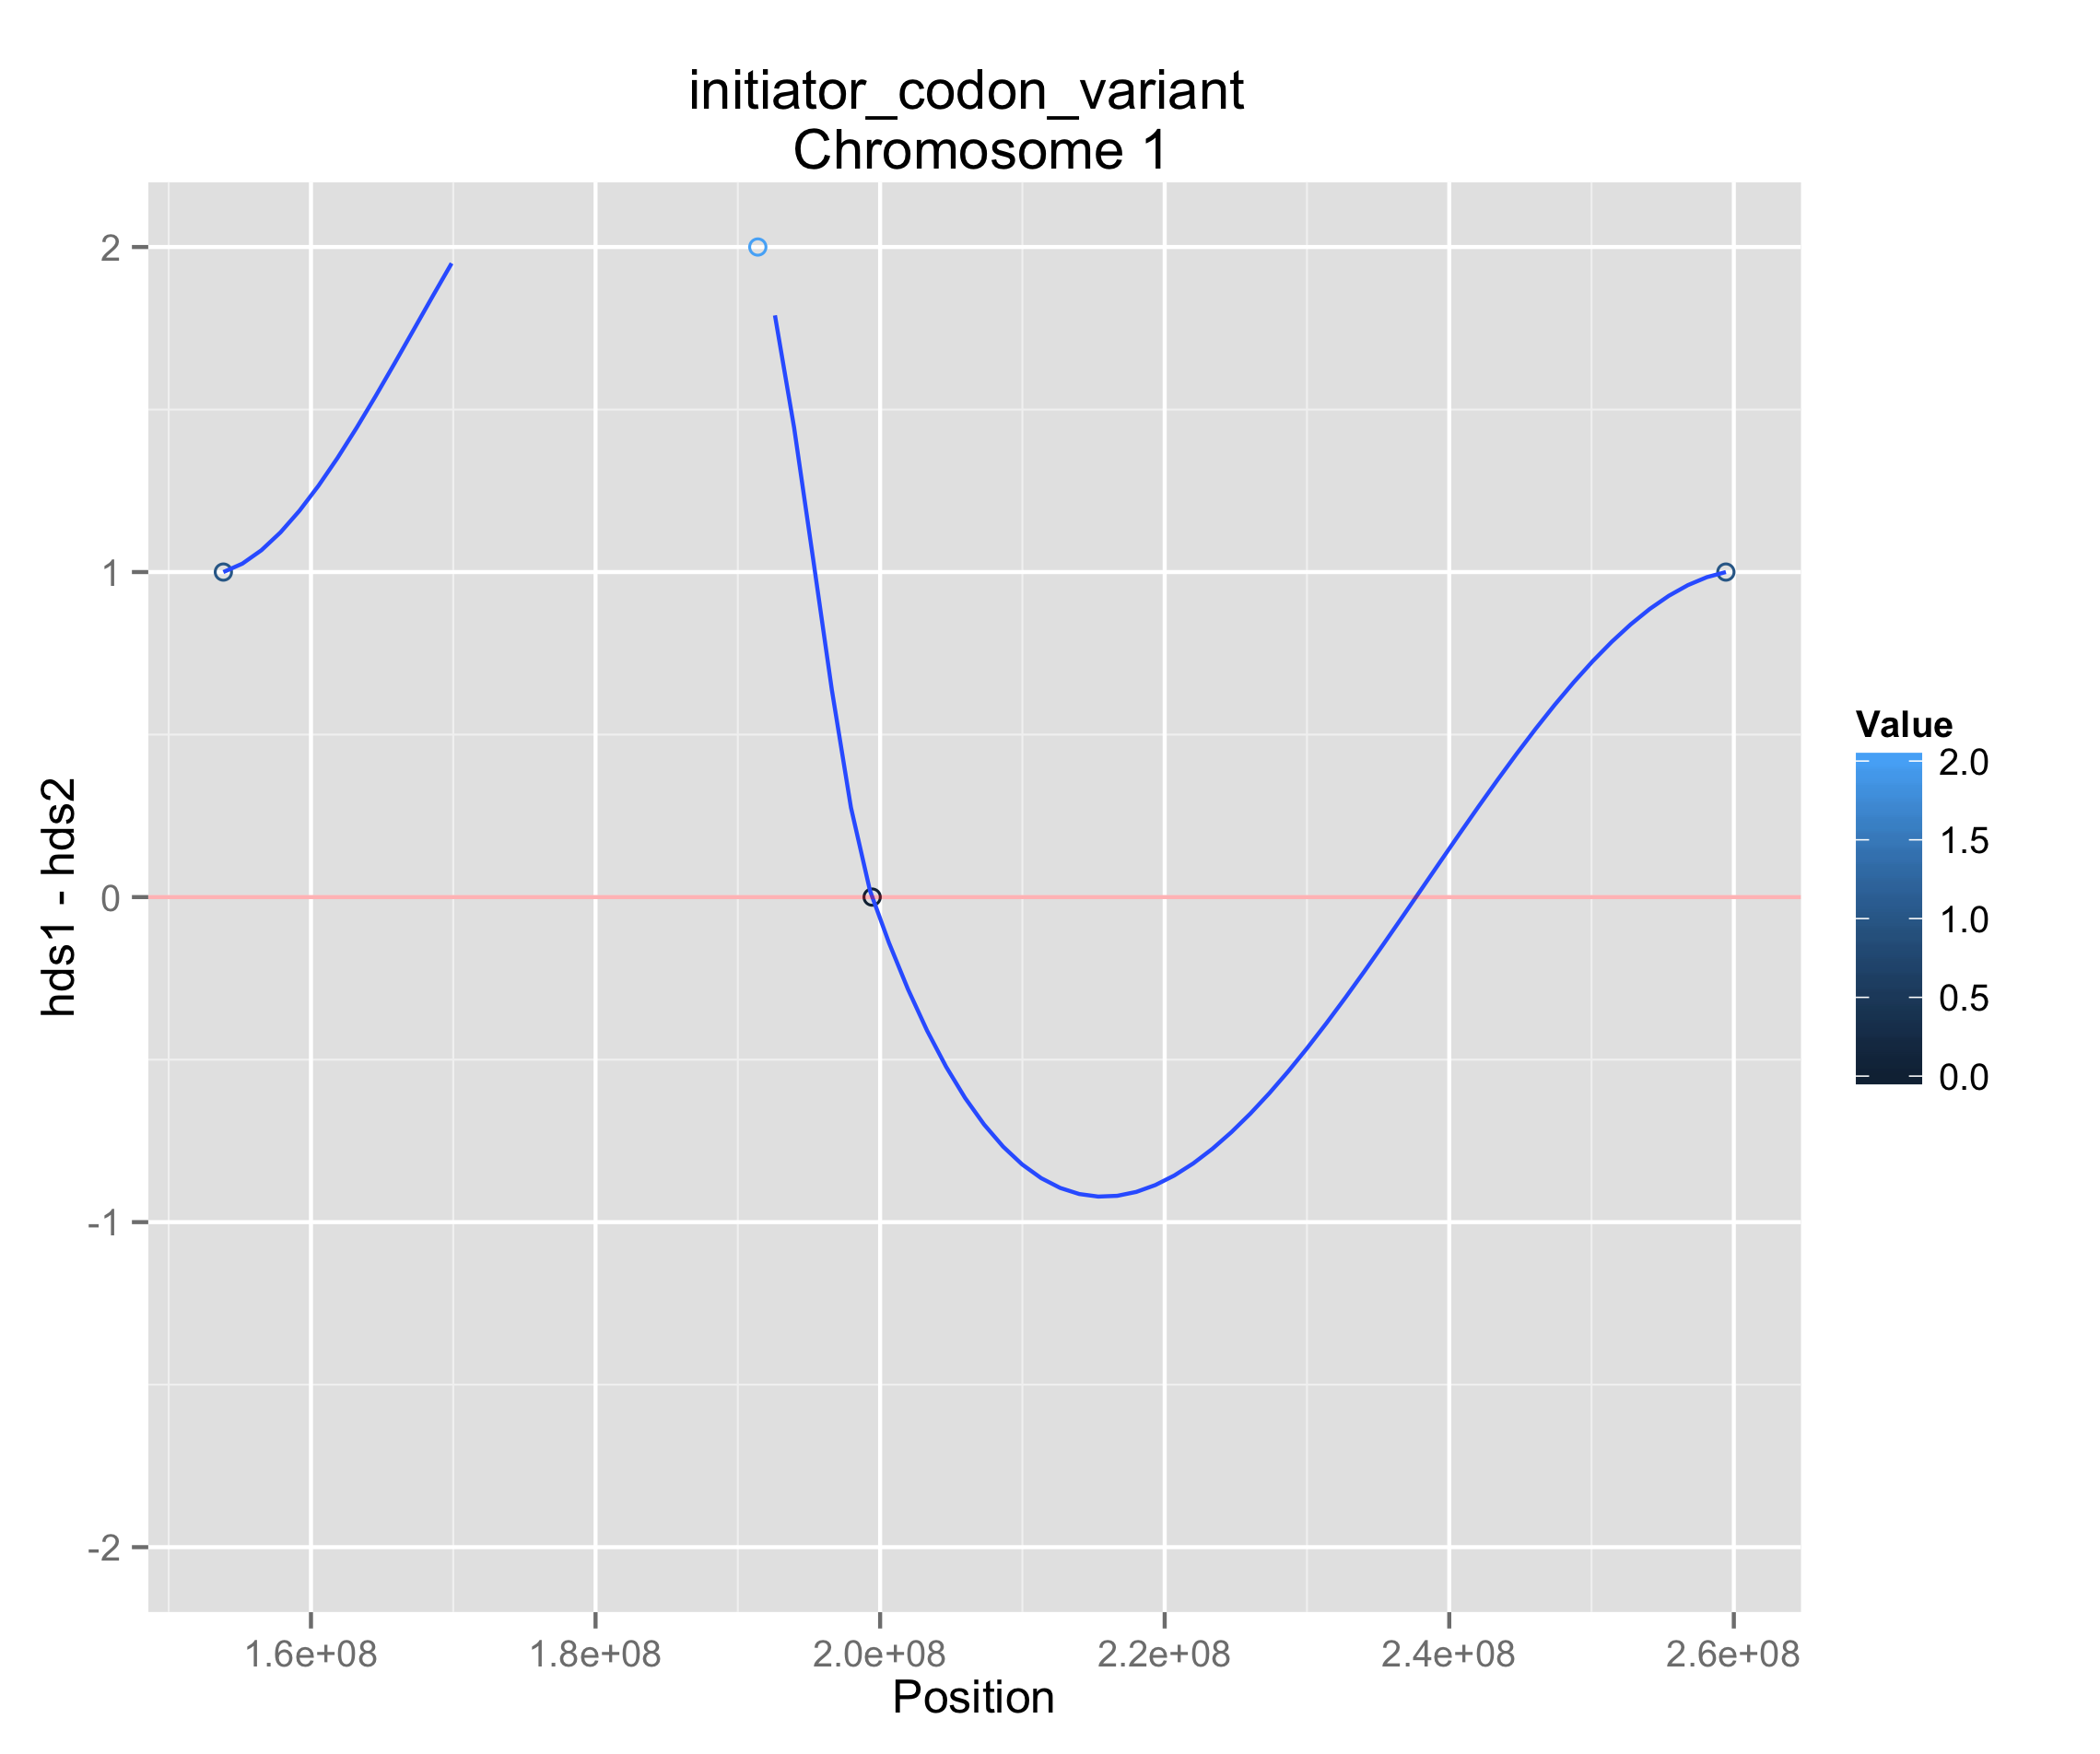 initiator_codon_variant
Chromosome 1
hds1 - hds2
2
1
0
-1
-2
1.6e+08
1.8e+08
2.0e+08
2.2e+08
2.4e+08
2.6e+08
Position
Value
2.0
1.5
1.0
0.5
0.0